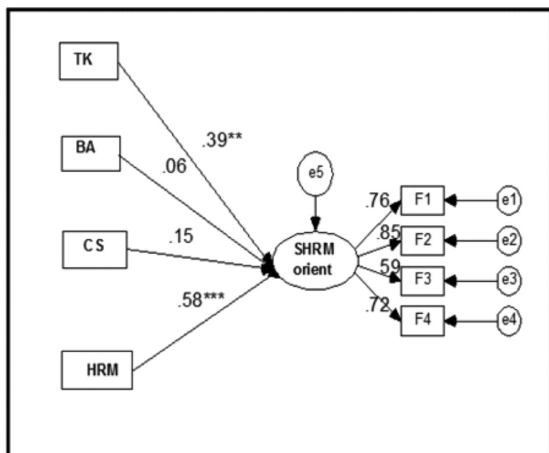 TK
BA
.39**
.06
e5
.76
F1
e1
.85
F2
e2
CS
.15
SHRM
orient
.59
F3
e3
.58***
.72
F4
e4
HRM